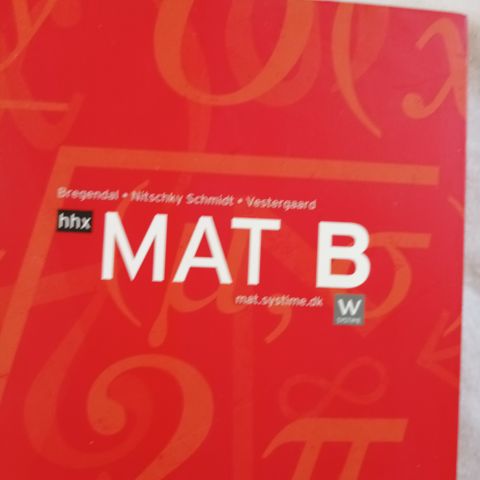 Bregendal • Nitschky Schmidt • Vestergaard
hhx
MAT B
mat.systime.dk
W